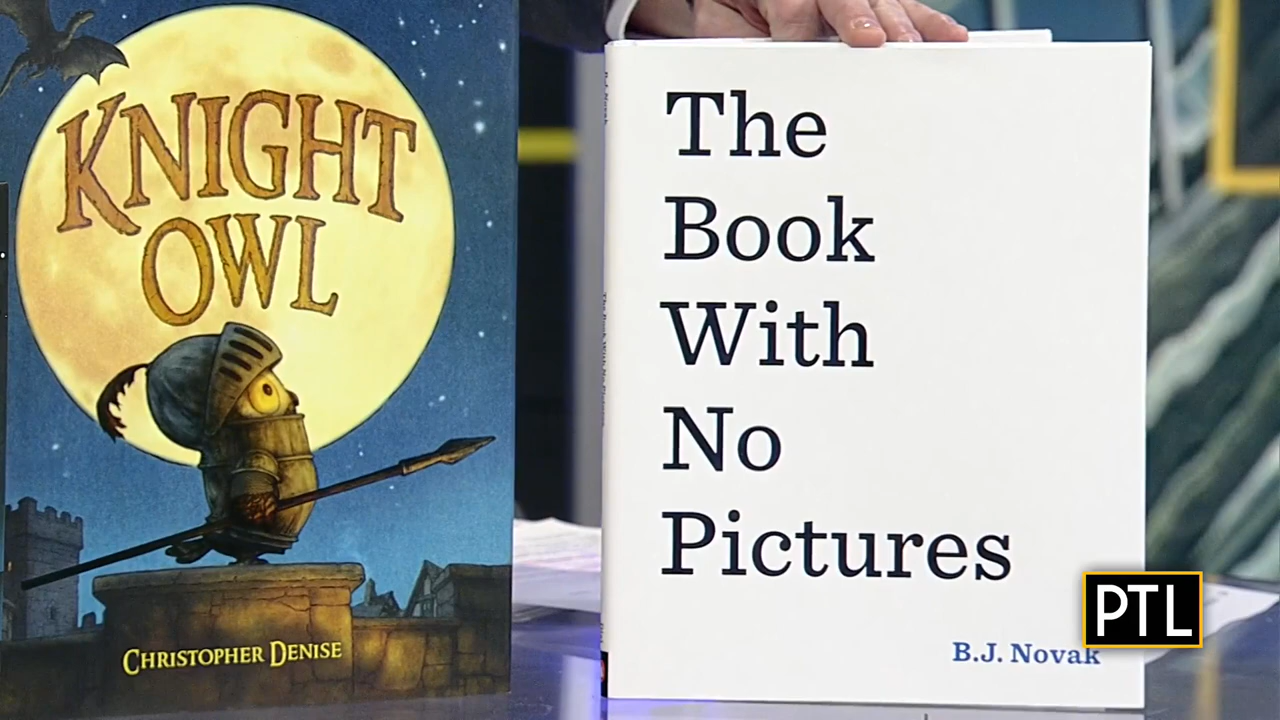 KNIGHT
OWL
CHRISTOPHER DENISE
The
Book
With
No
Pictures
B.J. Novak
PTL